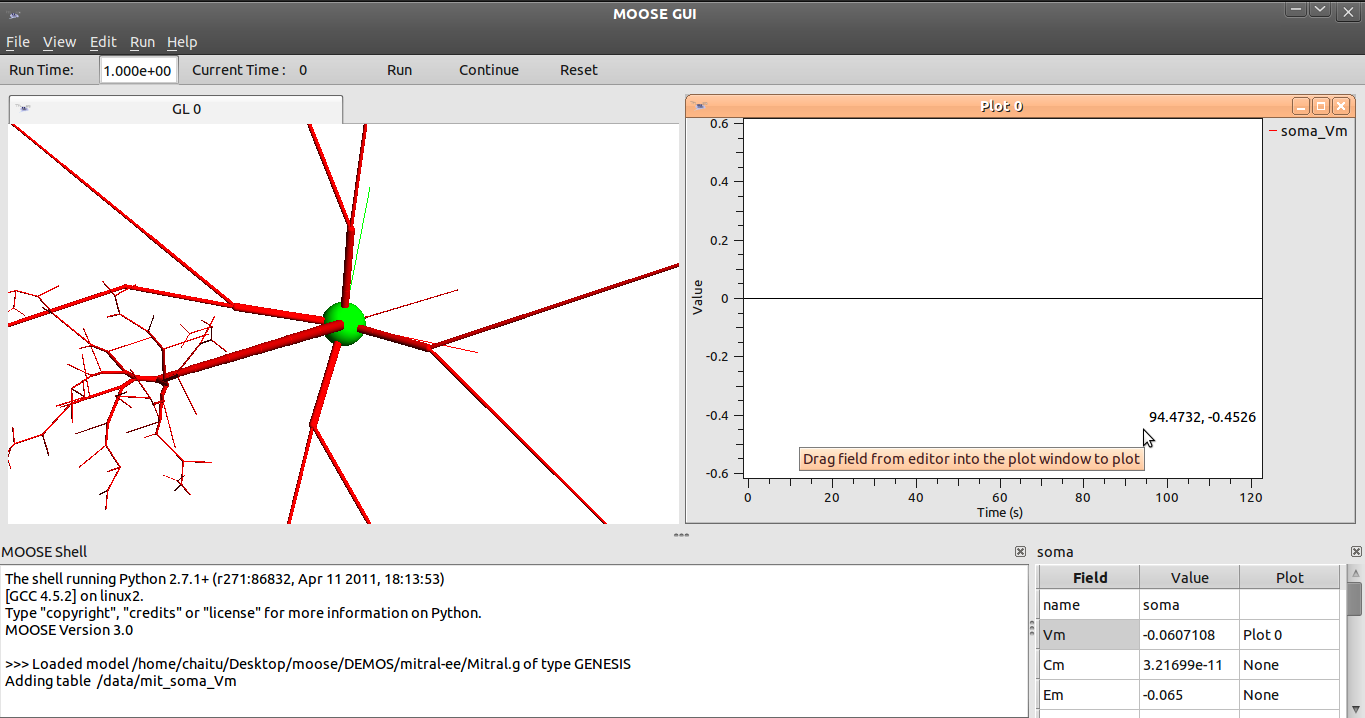 MOOSE GUI
File View Edit Run Help
Run Time: 1.000e+00 Current Time : 0 Run Continue Reset
GL 0
Plot 0
soma_Vm
0.6
0.4
0.2
0
-0.2
-0.4
-0.6
Value
94.4732, -0.4526
Drag field from editor into the plot window to plot
0 20 40 60 80 100 120
Time (s)
MOOSE Shell
The shell running Python 2.7.1+ (r271:86832, Apr 11 2011, 18:13:53)
[GCC 4.5.2] on linux2.
Type "copyright", "credits" or "license" for more information on Python.
MOOSE Version 3.0
>>> Loaded model /home/chaitu/Desktop/moose/DEMOS/mitral-ee/Mitral.g of type GENESIS
Adding table /data/mit_soma_Vm
soma
Field Value Plot
name soma
Vm -0.0607108 Plot 0
Cm 3.21699e-11 None
Em -0.065 None